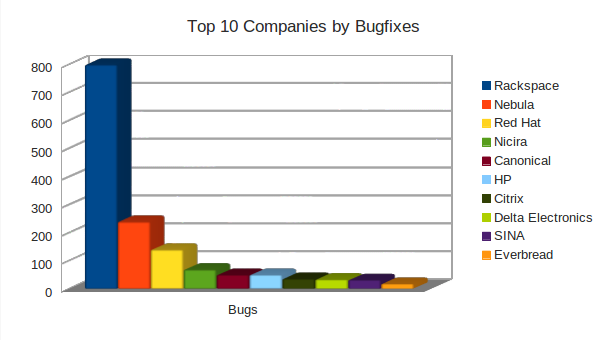 Top 10 Companies by Bugfixes
800
700
600
500
400
300
200
100
0
Bugs
Rackspace
Nebula
Red Hat
Nicira
Canonical
HP
Citrix
Delta Electronics
SINA
Everbread